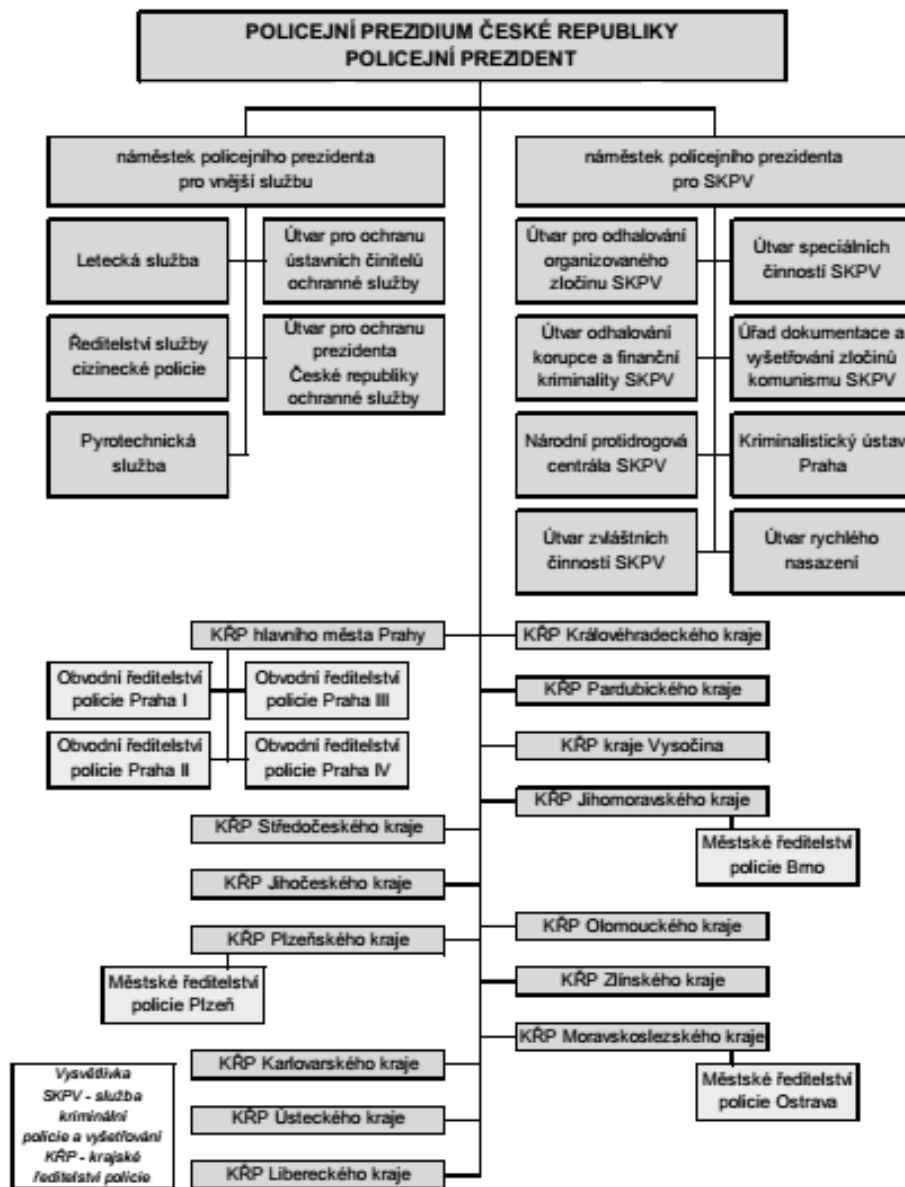 POLICEJNÍ PREZIDIUM ČESKÉ REPUBLIKY
POLICEJNÍ PREZIDENT
náměstek policejního prezidenta
pro vnější službu
náměstek policejního prezidenta
pro SKPV
Letecká služba
Útvar pro ochranu
ústavních činitelů
ochranné služby
Ředitelství služby
cizinecké policie
Útvar pro ochranu
prezidenta
České republiky
ochranné služby
Pyrotechnická
služba
Útvar pro odhalování
organizovaného
zločinu SKPV
Útvar speciálních
činností SKPV
Útvar odhalování
korupce a finanční
kriminality SKPV
Úřad dokumentace a
vyšetřování zločinů
komunismu SKPV
Národní protidrogová
centrála SKPV
Kriminalistický ústav
Praha
Útvar zvláštních
činností SKPV
Útvar rychlého
nasazení
KŘP hlavního města Prahy
Obvodní ředitelství
policie Praha I
Obvodní ředitelství
policie Praha III
Obvodní ředitelství
policie Praha II
Obvodní ředitelství
policie Praha IV
KŘP Středočeského kraje
KŘP Jihočeského kraje
KŘP Plzeňského kraje
Městské ředitelství
policie Plzeň
KŘP Karlovarského kraje
KŘP Ústeckého kraje
KŘP Libereckého kraje
KŘP Královéhradeckého kraje
KŘP Pardubického kraje
KŘP kraje Vysočina
KŘP Jihomoravského kraje
Městské ředitelství
policie Brno
KŘP Olomouckého kraje
KŘP Zlínského kraje
KŘP Moravskoslezského kraje
Městské ředitelství
policie Ostrava
Vysvětlivka
SKPV - služba
kriminální
policie a vyšetřování
KŘP - krajské
ředitelství policie